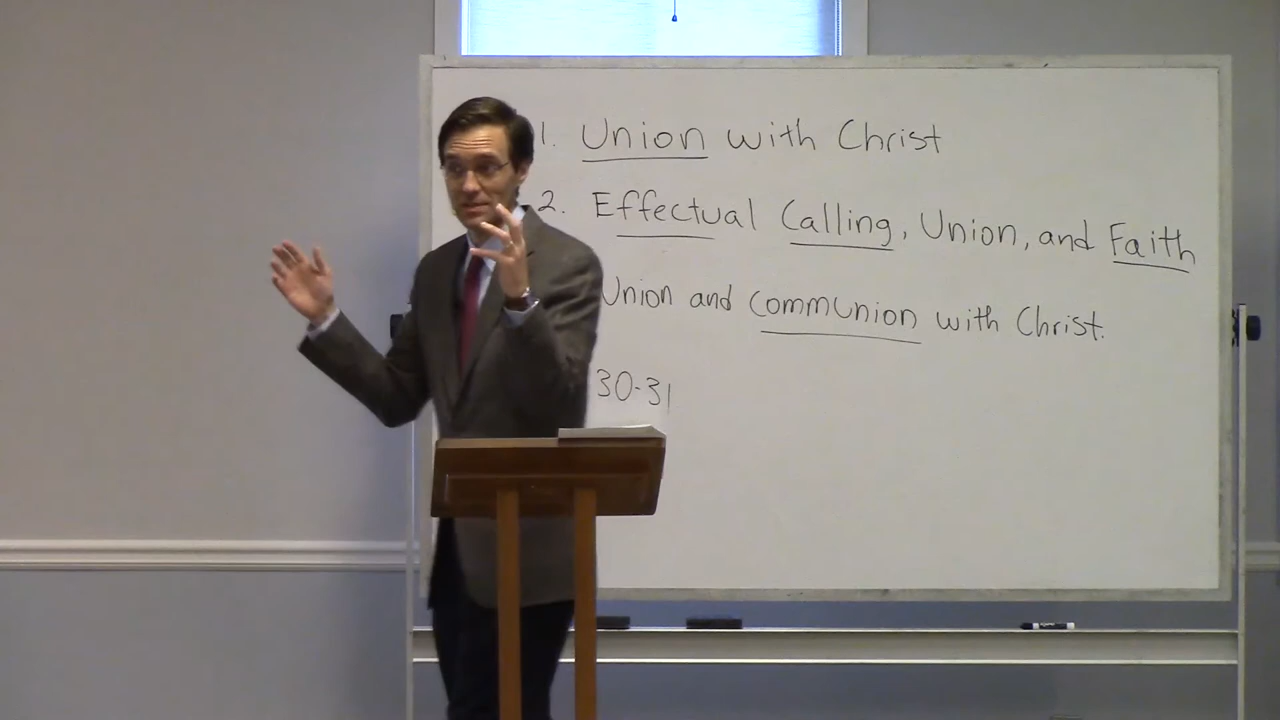 1. Union with Christ
2. Effectual Calling, Union, and Faith
Union and Communion with Christ.
30-31